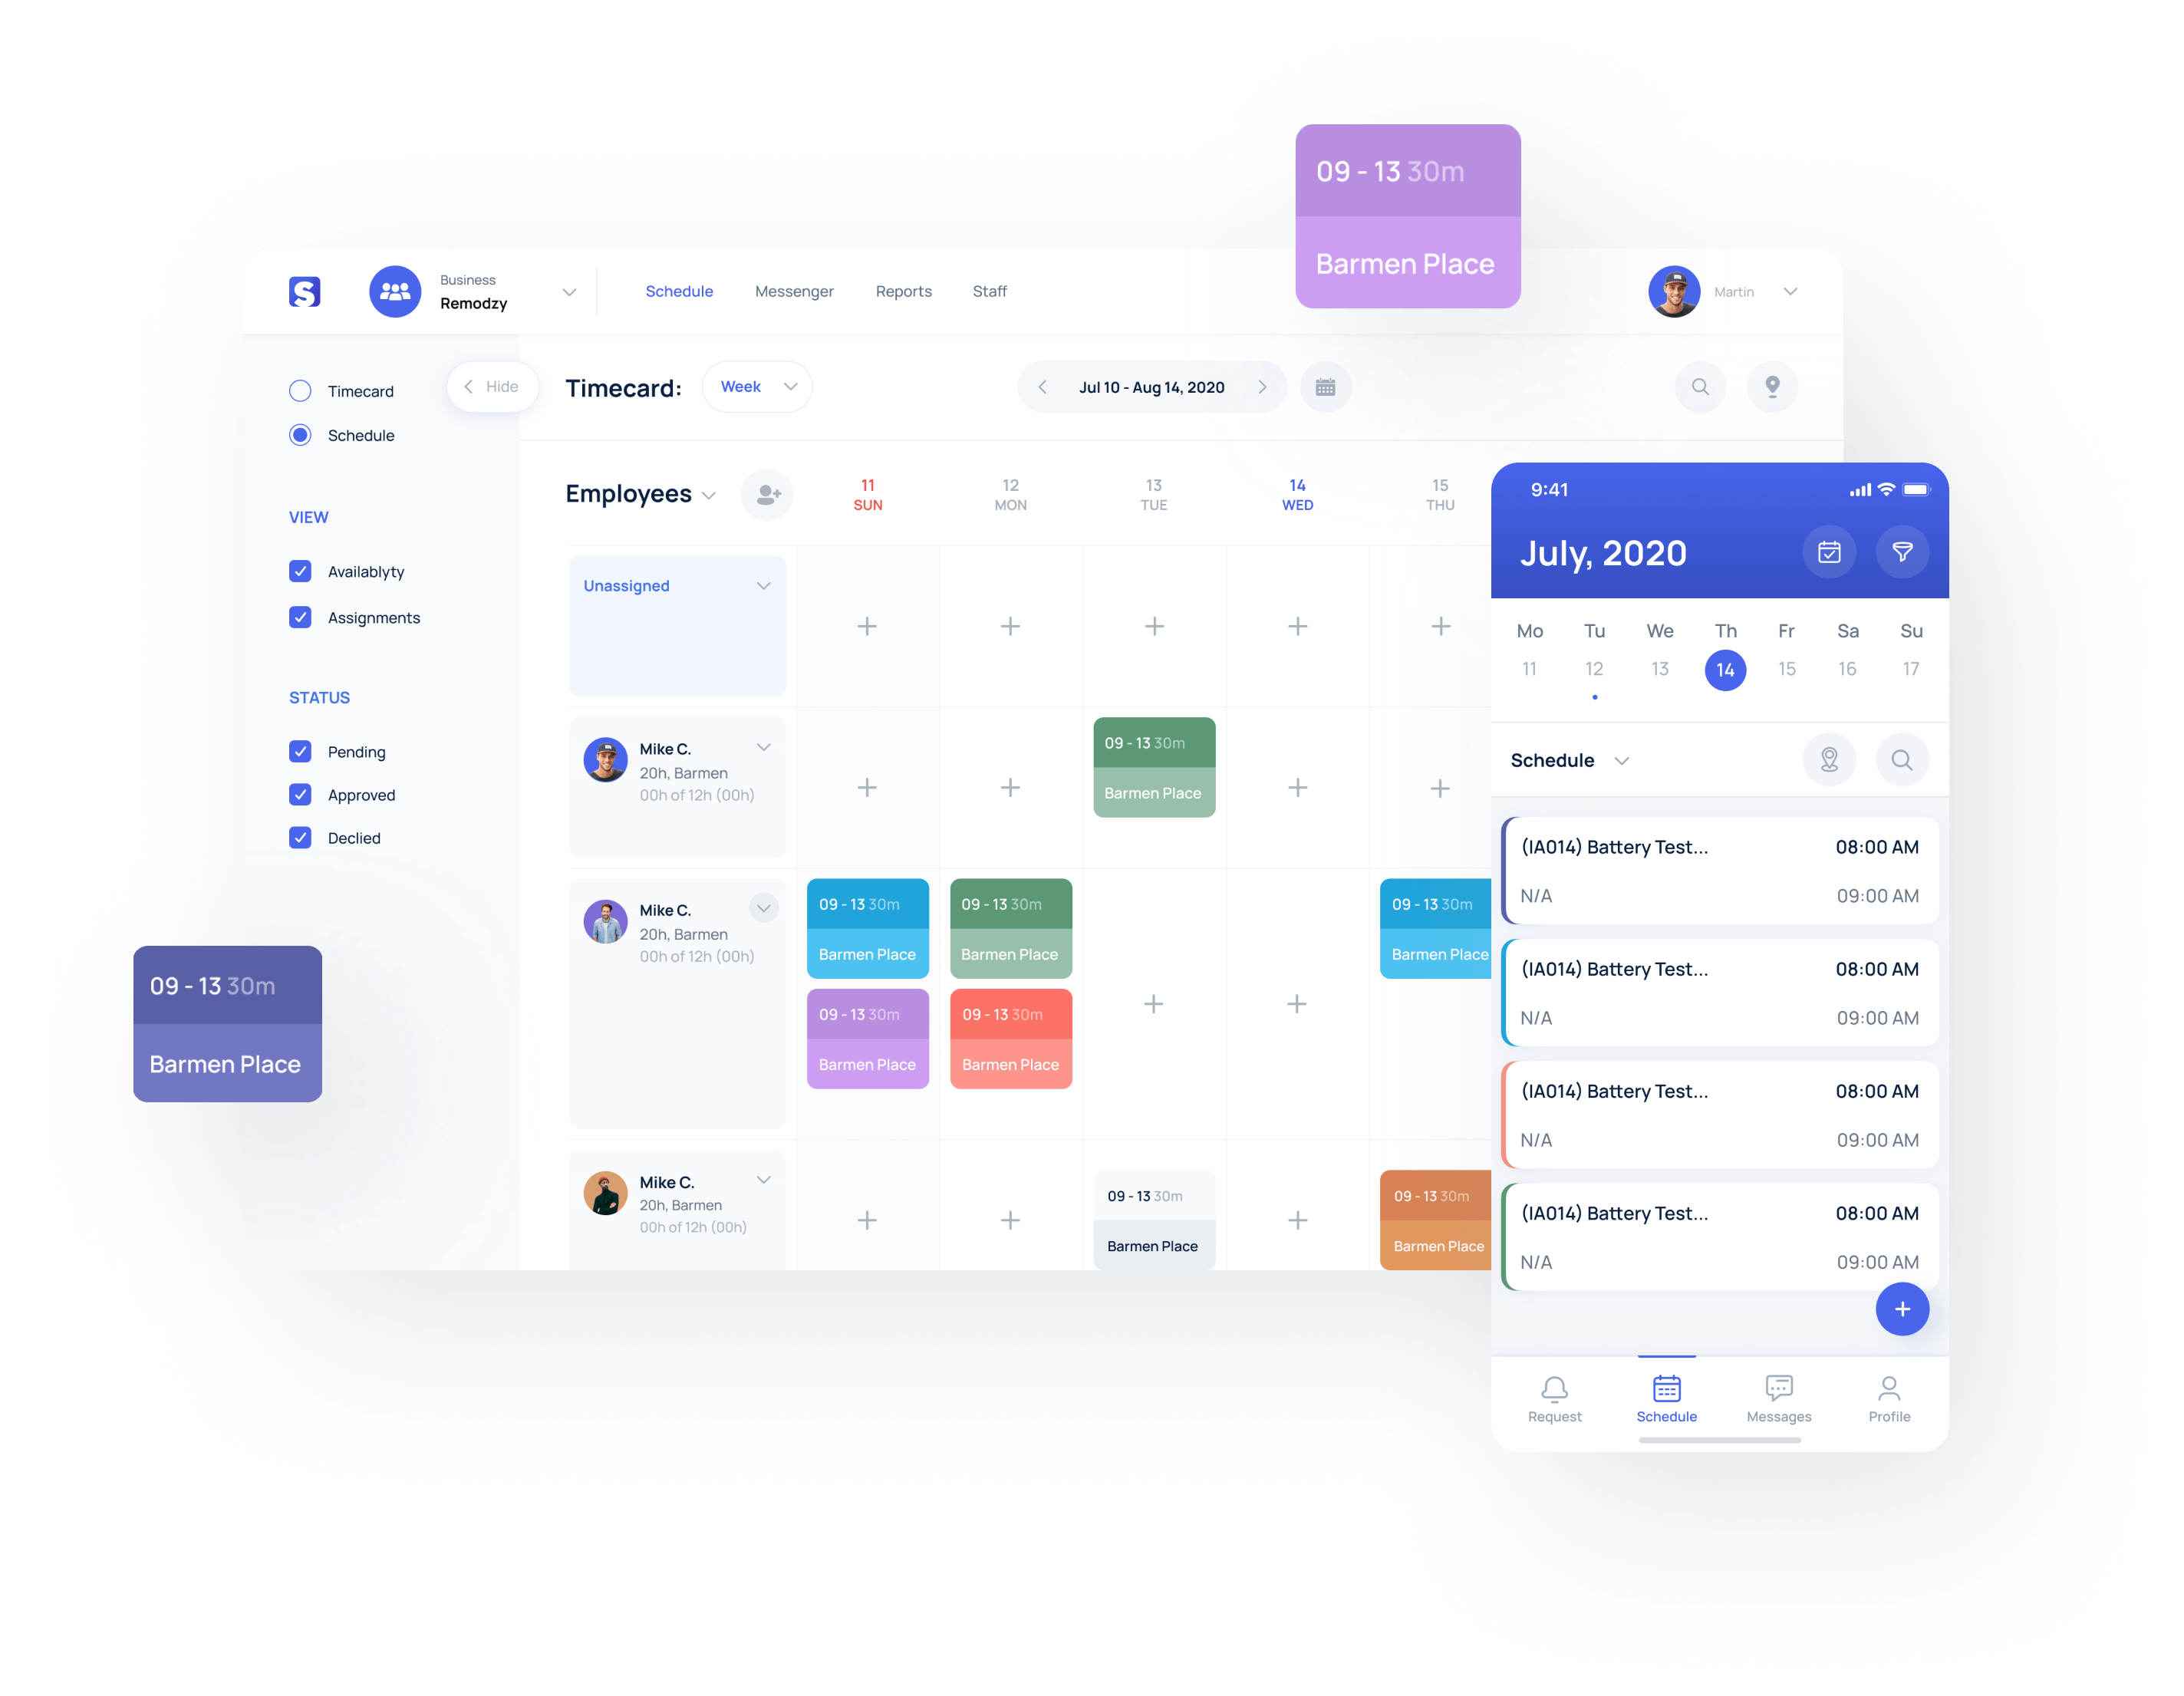 09 - 13 30m
Barmen Place
S
Business
Remodzy
Schedule
Messenger
Reports
Staff
Martin
Timecard
Schedule
Hide
VIEW
Availablyty
Assignments
STATUS
Pending
Approved
Declied
Timecard:
Week
Jul 10 - Aug 14, 2020
Employees
11
SUN
12
MON
13
TUE
14
WED
15
THU
Unassigned
Mike C.
20h, Barmen
00h of 12h (00h)
09 - 13 30m
Barmen Place
Mike C.
20h, Barmen
00h of 12h (00h)
09 - 13 30m
Barmen Place
09 - 13 30m
Barmen Place
09 - 13 30m
Barmen Place
09 - 13 30m
Barmen Place
09 - 13 30m
Barmen Place
Mike C.
20h, Barmen
00h of 12h (00h)
09 - 13 30m
Barmen Place
09 - 13 30m
Barmen Place
09 - 13 30m
Barmen Place
9:41
July, 2020
Mo Tu We Th Fr Sa Su
11 12 13 14 15 16 17
Schedule
(IA014) Battery Test... 08:00 AM
N/A 09:00 AM
(IA014) Battery Test... 08:00 AM
N/A 09:00 AM
(IA014) Battery Test... 08:00 AM
N/A 09:00 AM
(IA014) Battery Test... 08:00 AM
N/A 09:00 AM
Request
Schedule
Messages
Profile